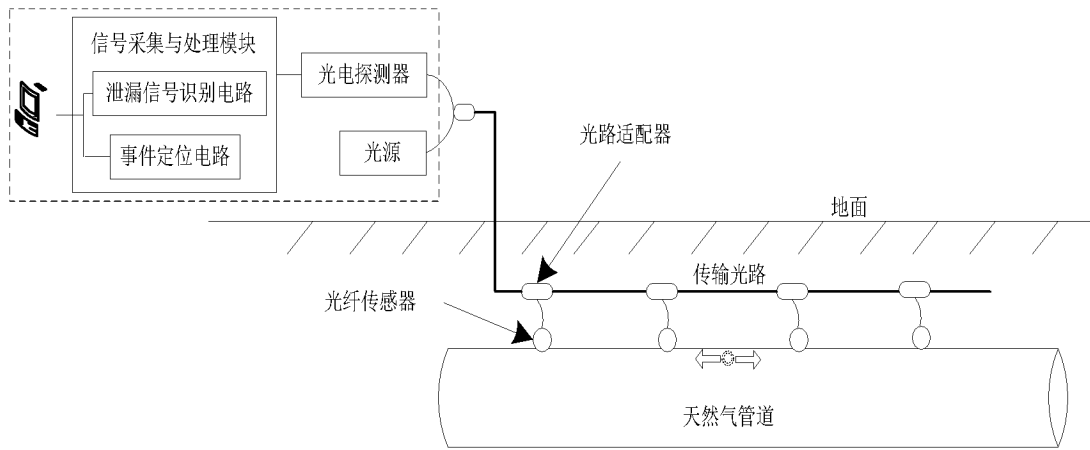 信号采集与处理模块
泄漏信号识别电路
事件定位电路
光电探测器
光源
光路适配器
地面
传输光路
光纤传感器
天然气管道